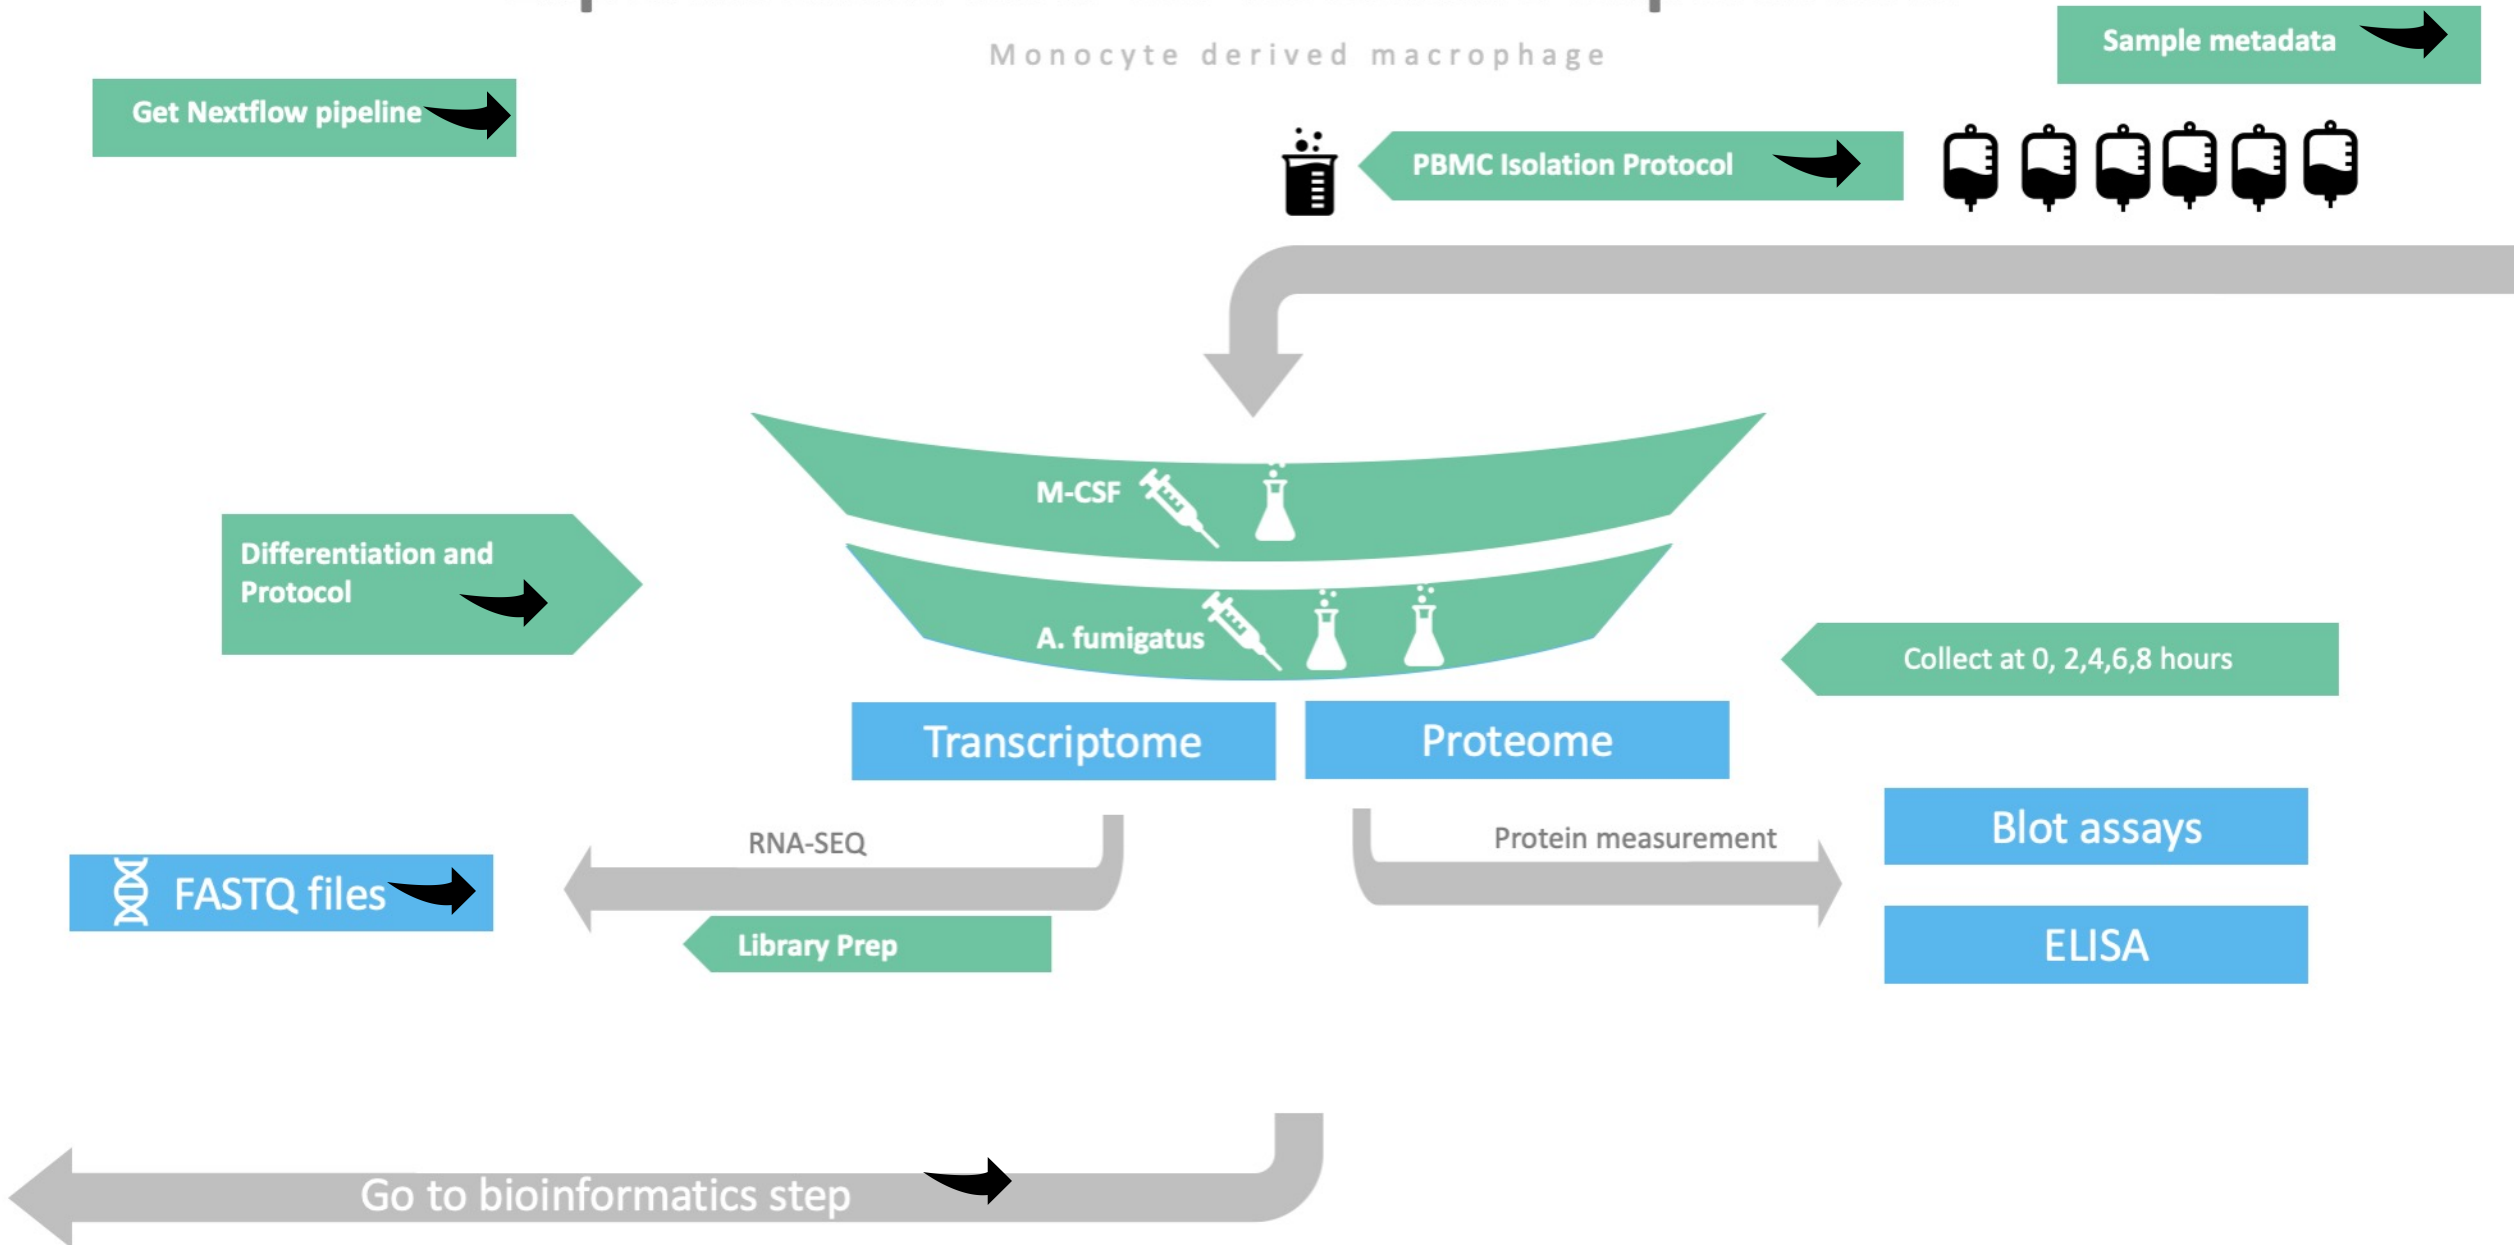 Monocyte derived macrophage
Sample metadata
Get Nextflow pipeline
PBMC Isolation Protocol
M-CSF
Differentiation and
Protocol
A. fumigatus
Collect at 0, 2,4,6,8 hours
Transcriptome
Proteome
RNA-SEQ
Protein measurement
Blot assays
FASTQ files
Library Prep
ELISA
Go to bioinformatics step